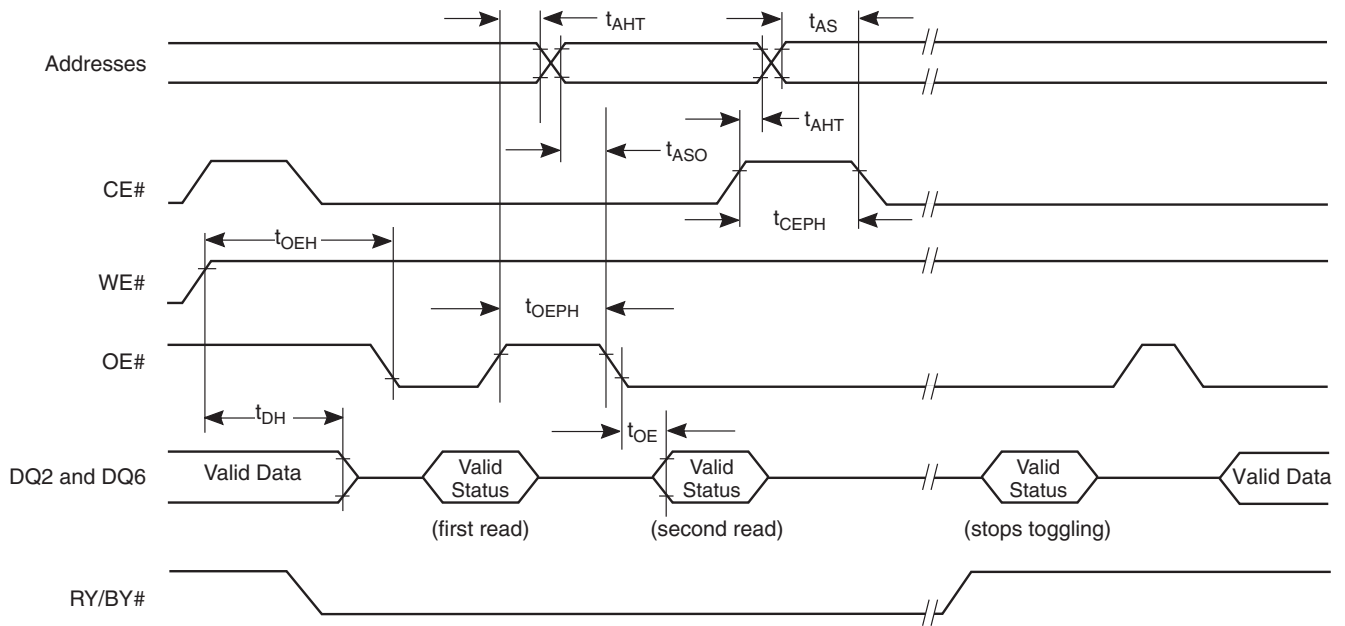 tAHT
tAS
Addresses
tAHT
tASO
CE#
tCEPH
tOEH
WE#
tOEPH
OE#
tDH
tOE
DQ2 and DQ6
Valid Data
Valid
Status
Valid
Status
Valid
Status
Valid Data
(first read)
(second read)
(stops toggling)
RY/BY#